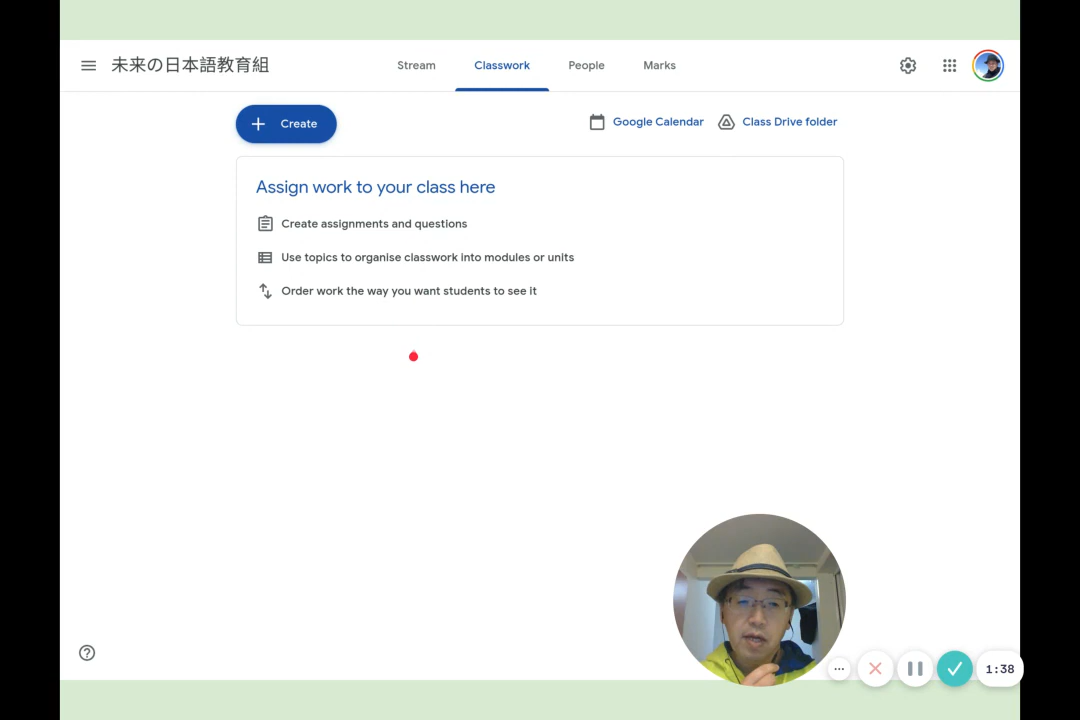 未来の日本語教育組
Stream
Classwork
People
Marks
Create
Google Calendar
Class Drive folder
Assign work to your class here
Create assignments and questions
Use topics to organise classwork into modules or units
Order work the way you want students to see it
1:38